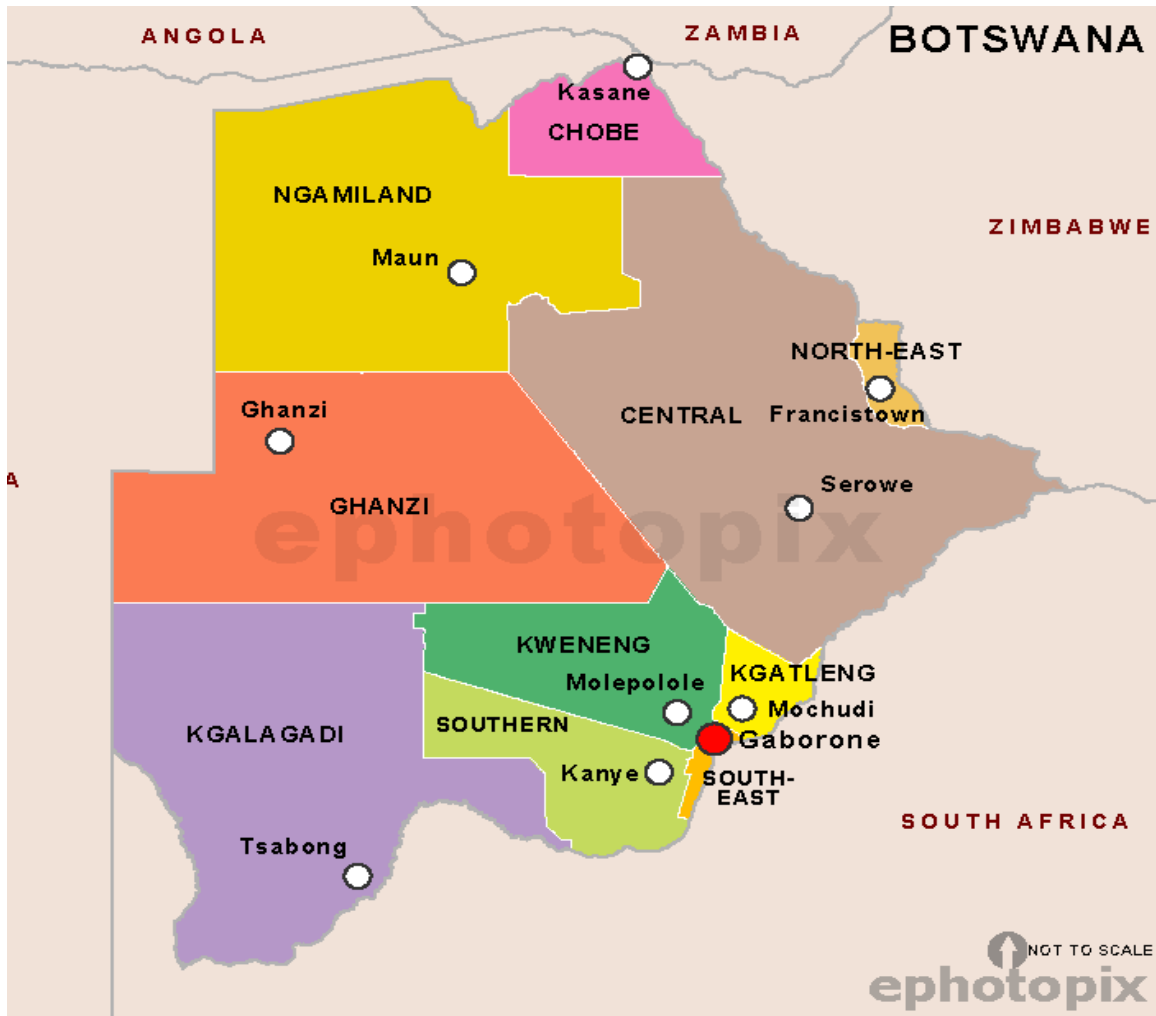 ANGOLA
ZAMBIA
BOTSWANA
Kasane
CHOBE
NGAMILAND
ZIMBABWE
Maun
NORTH-EAST
Ghanzi
CENTRAL
Francistown
A
Serowe
GHANZI
ephotopix
KWENENG
KGATLENG
Molepolole
Mochudi
SOUTHERN
KGALAGADI
Gaborone
Kanye
SOUTH-
EAST
SOUTH AFRICA
Tsabong
NOT TO SCALE
ephotopix